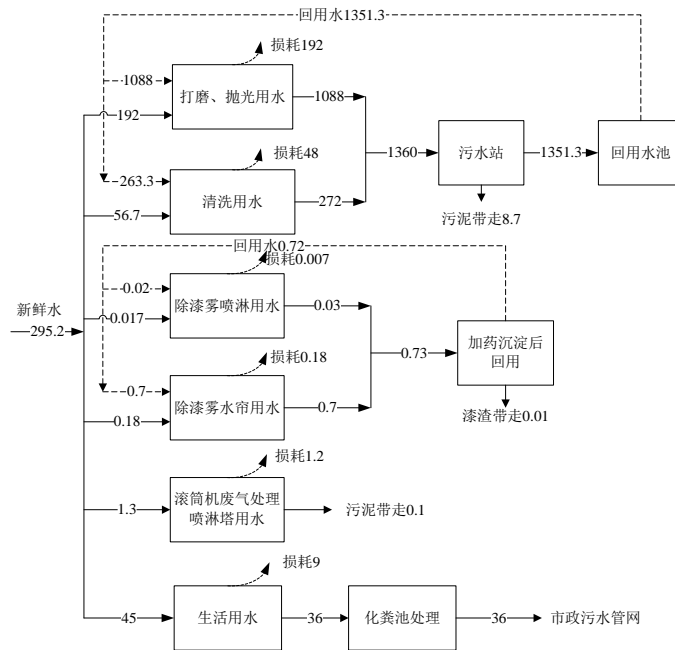 回用水1351.3
损耗192
1088
打磨、抛光用水
1088
192
损耗48
1360
污水站
1351.3
回用水池
263.3
清洗用水
272
56.7
污泥带走8.7
回用水0.72
损耗0.007
0.02
除漆雾喷淋用水
0.03
0.017
新鲜水
295.2
0.73
加药沉淀后
回用
损耗0.18
0.7
除漆雾水帘用水
0.7
0.18
漆渣带走0.01
损耗1.2
1.3
滚筒机废气处理
喷淋塔用水
污泥带走0.1
损耗9
45
生活用水
36
化粪池处理
36
市政污水管网